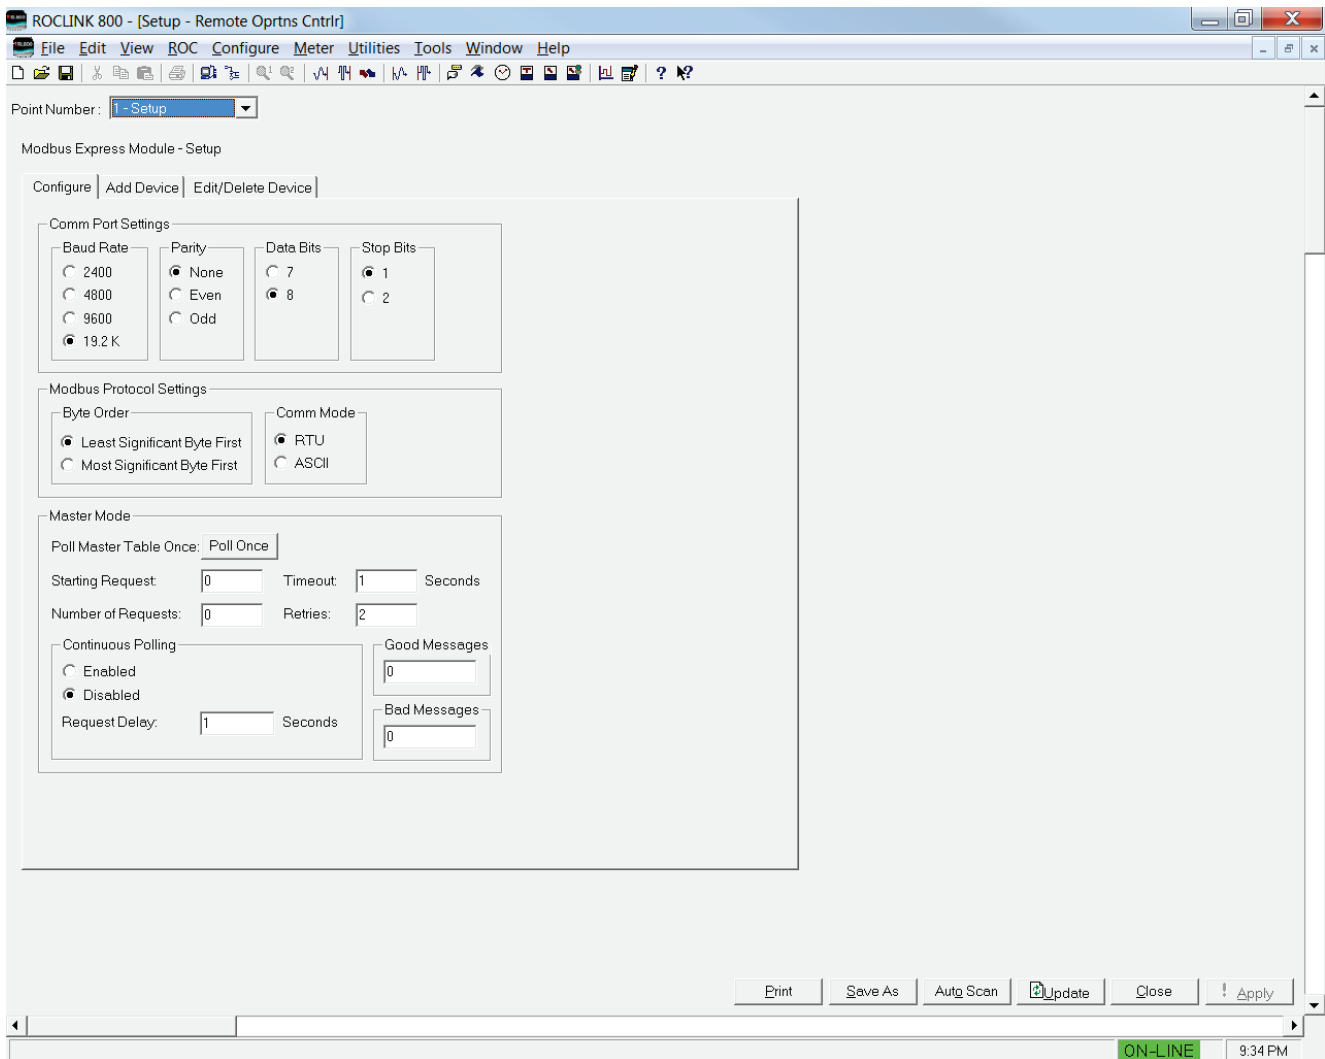 ROCLINK 800 - [Setup - Remote Oprtns Cntrlr]
File Edit View ROC Configure Meter Utilities Tools Window Help
Point Number : 1 - Setup
Modbus Express Module - Setup
Configure Add Device Edit/Delete Device
Comm Port Settings
Baud Rate Parity Data Bits Stop Bits
2400 None 7 1
4800 Even 8 2
9600 Odd
19.2 K
Modbus Protocol Settings
Byte Order Comm Mode
Least Significant Byte First RTU
Most Significant Byte First ASCII
Master Mode
Poll Master Table Once: Poll Once
Starting Request: 0 Timeout: 1 Seconds
Number of Requests: 0 Retries: 2
Continuous Polling Good Messages
Enabled 0
Disabled
Bad Messages
Request Delay: 1 Seconds 0
Print Save As Auto Scan Update Close ! Apply
ON-LINE 9:34 PM